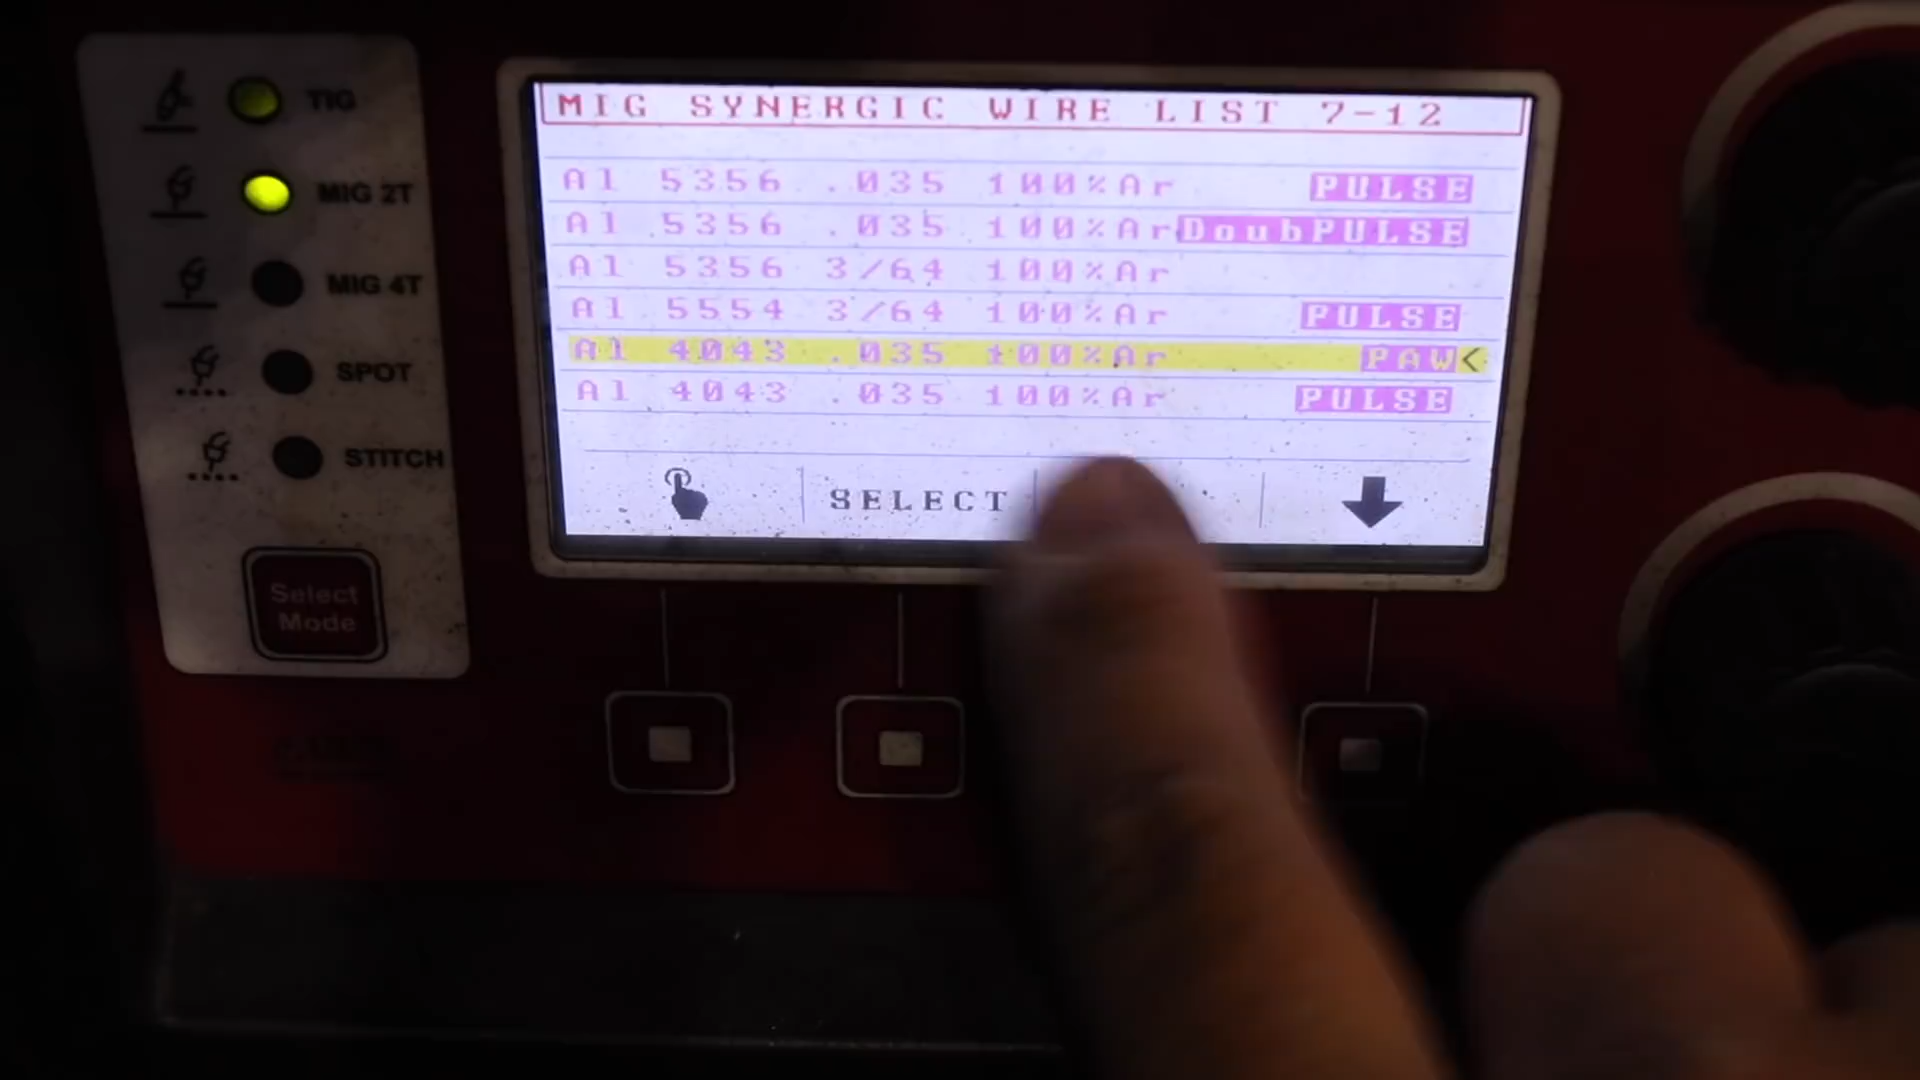 TIG
MIG 2T
MIG 4T
SPOT
STITCH
Select
Mode
MIG SYNERGIC WIRE LIST 7-12
Al 5356 .035 100%Ar PULSE
Al 5356 .035 100%Ar DoubPULSE
Al 5356 3/64 100%Ar
Al 5554 3/64 100%Ar PULSE
Al 4043 .035 100%Ar PAW<
Al 4043 .035 100%Ar PULSE
SELECT